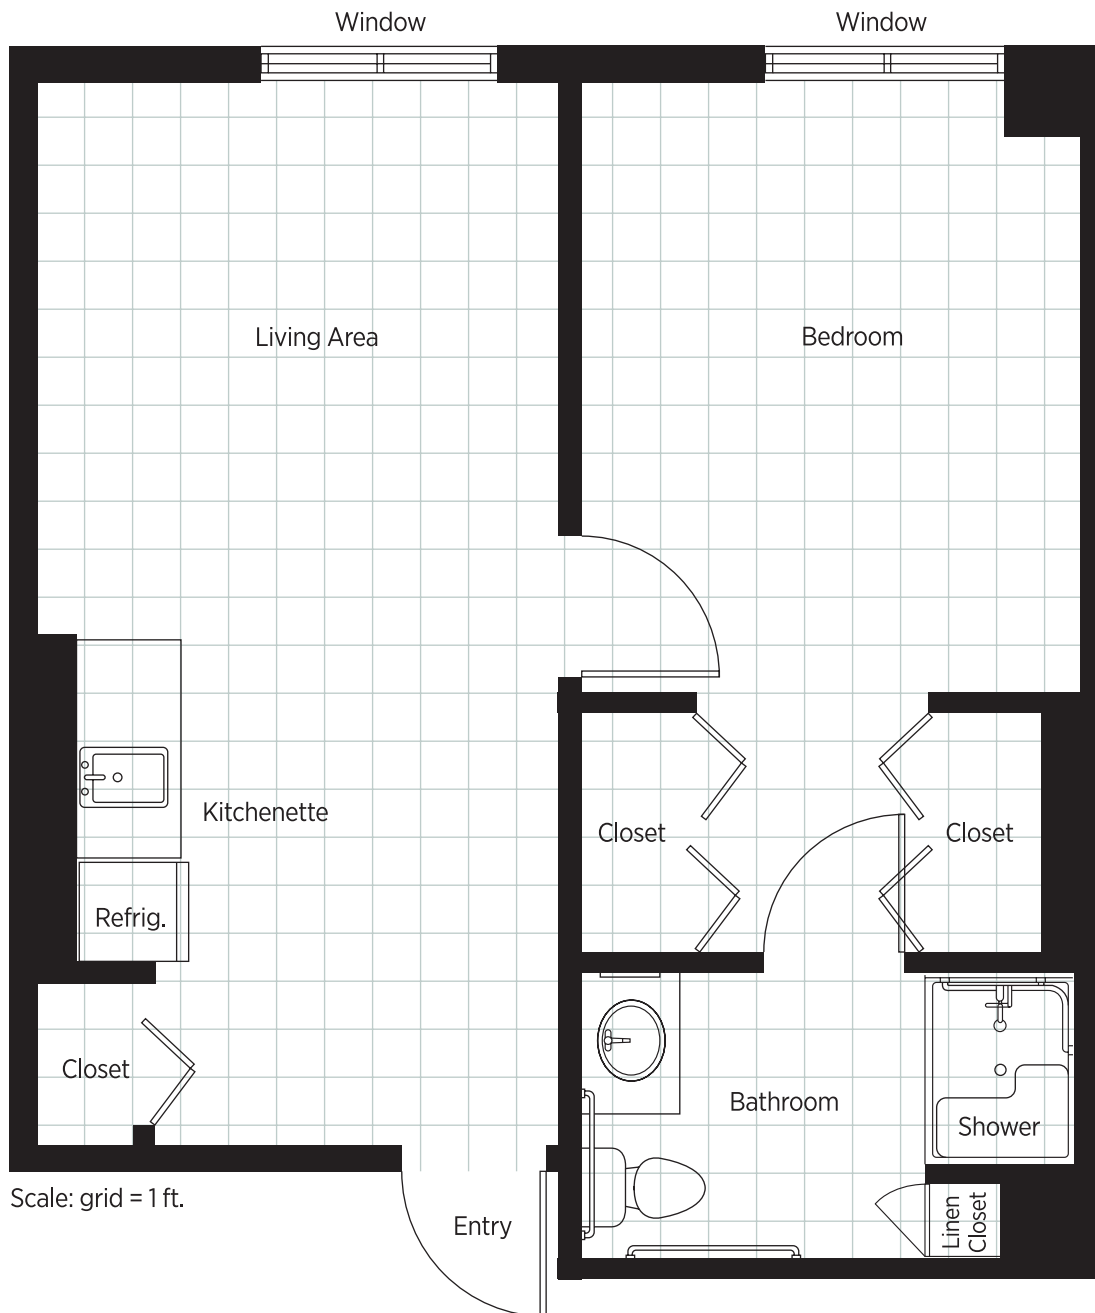 Window
Window
Living Area
Bedroom
Kitchenette
Closet
Closet
Refrig.
Closet
Bathroom
Shower
Scale: grid = 1 ft.
Entry
Linen
Closet